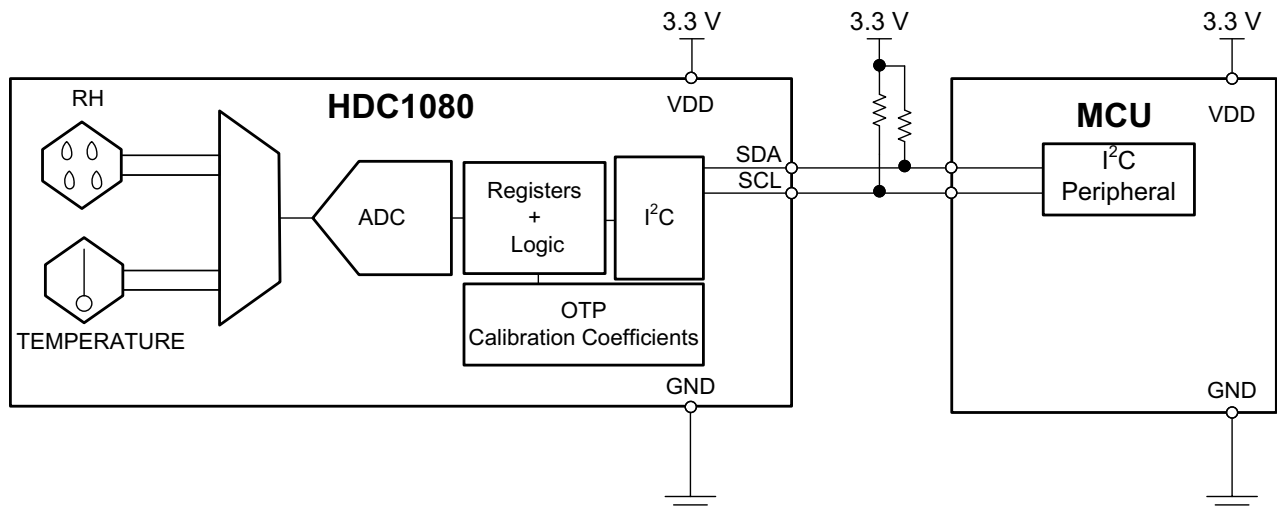 3.3 V
3.3 V
3.3 V
RH
HDC1080
VDD
MCU
VDD
SDA
SCL
I²C
Peripheral
ADC
Registers
+
Logic
I²C
TEMPERATURE
OTP
Calibration Coefficients
GND
GND